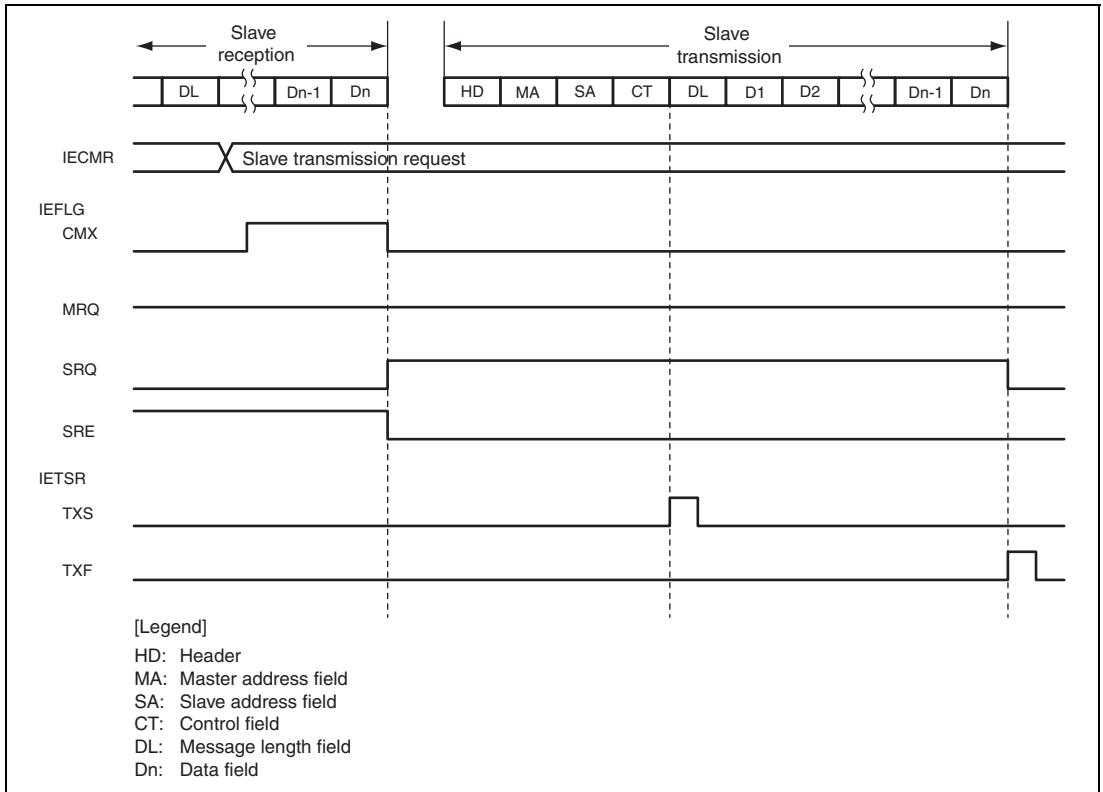 Slave
reception
Slave
transmission
DL Dn-1 Dn HD MA SA CT DL D1 D2 Dn-1 Dn
IECMR Slave transmission request
IEFLG
CMX
MRQ
SRQ
SRE
IETSR
TXS
TXF
[Legend]
HD: Header
MA: Master address field
SA: Slave address field
CT: Control field
DL: Message length field
Dn: Data field